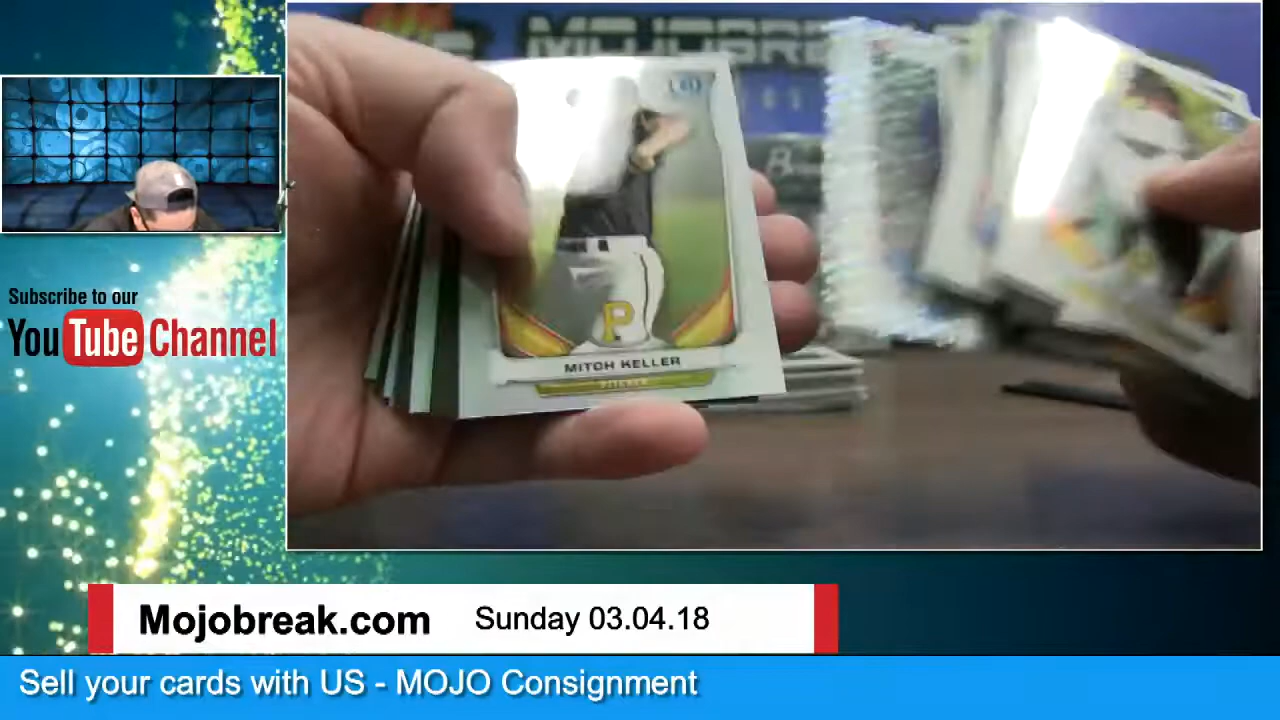 MOJOBRE
Subscribe to our
YouTube Channel
P
MITCH KELLER
Mojobreak.com
Sunday 03.04.18
Sell your cards with US - MOJO Consignment